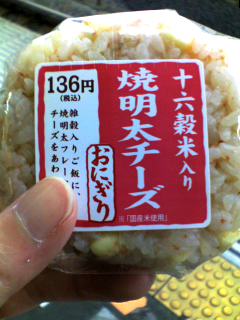 十六穀米入り
焼明太チーズ
おにぎり
※「国産米使用」
136円
(税込)
雑穀入りご飯に、
焼明太フレー
チーズをあわ